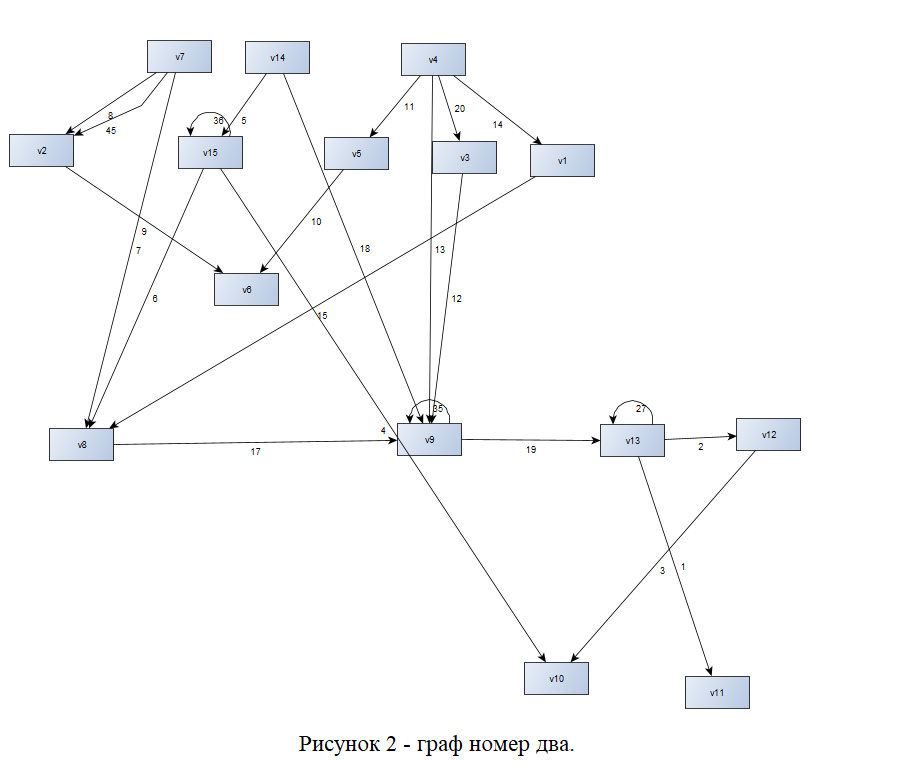 v7 v14 v4
8 45 36 5 11 20 14
v2 v15 v5 v3 v1
9 7 10 18 13
6 12
v6
15
35 27
4
v8 17 v9 19 v13 2 v12
3 1
v10 v11
Рисунок 2 - граф номер два.